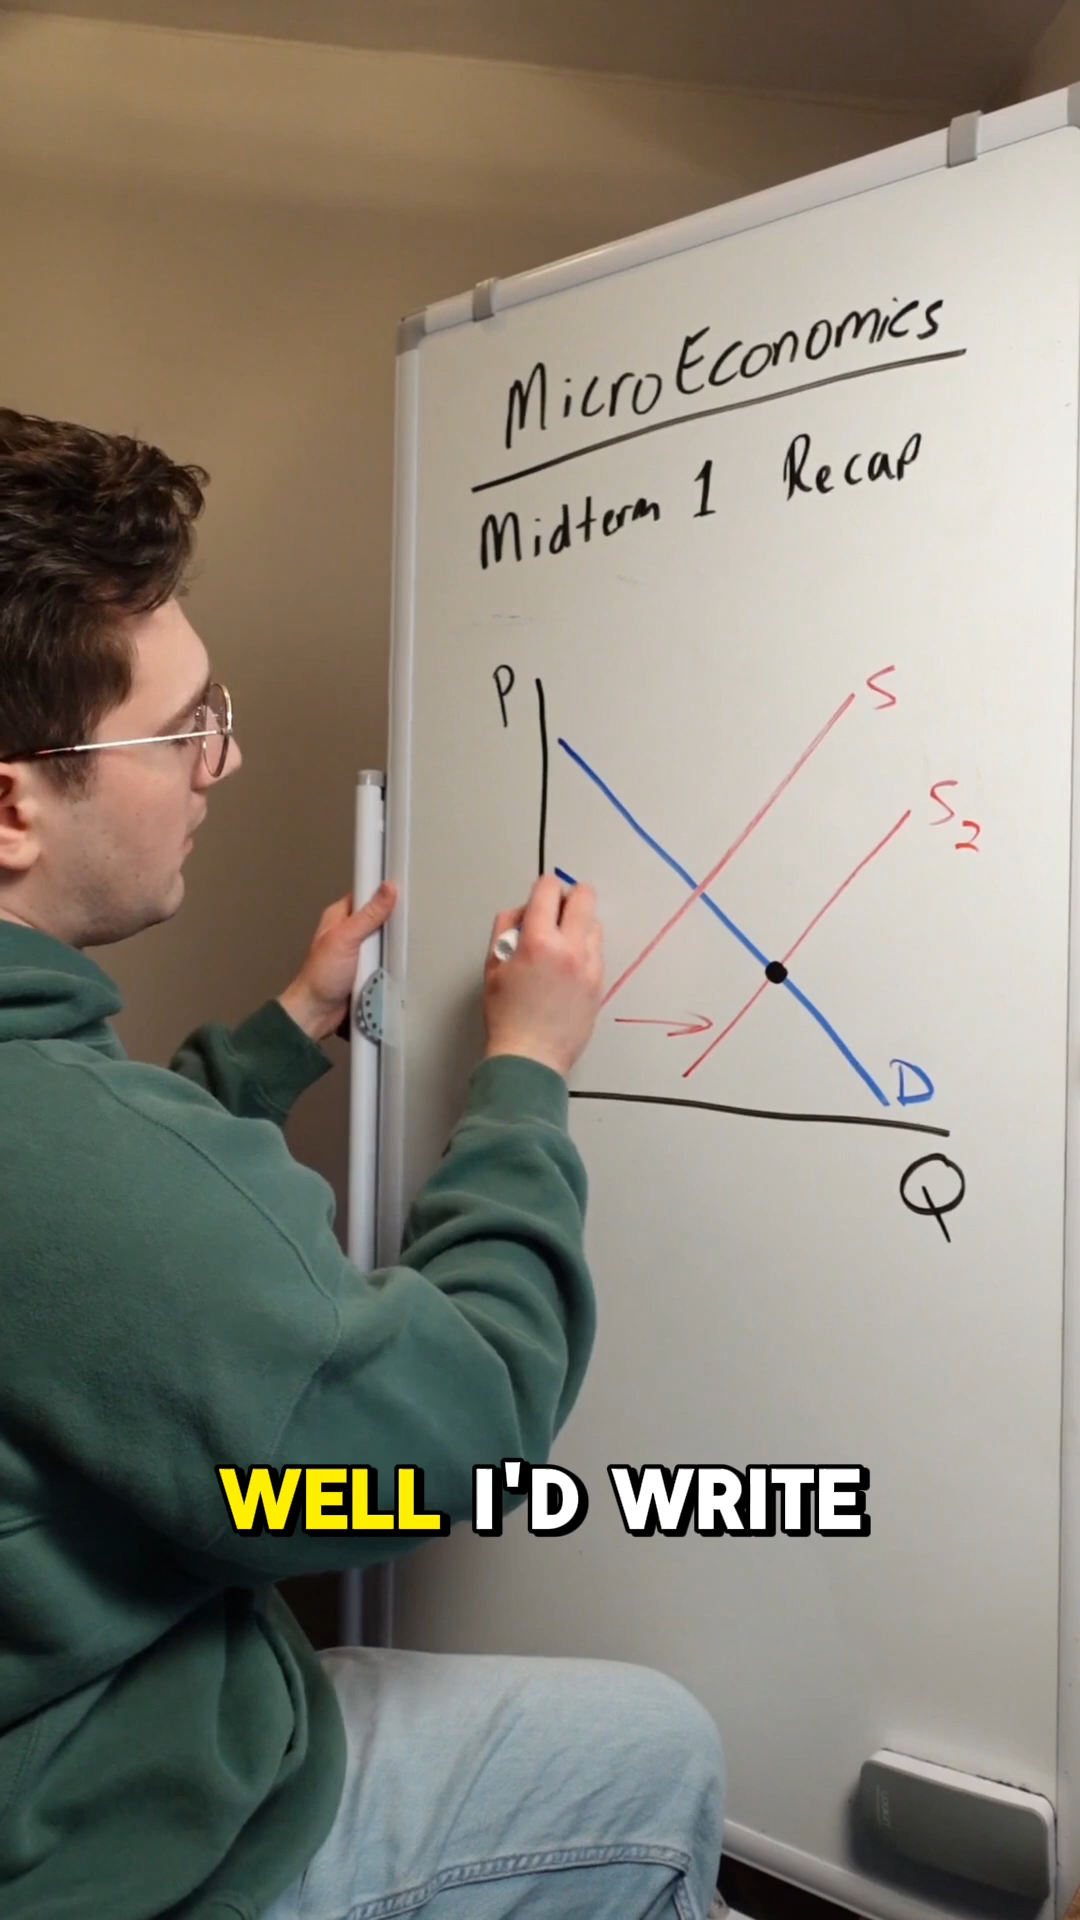 MicroEconomics
Midterm 1 Recap
P
S
S2
D
Q
WELL I'D WRITE